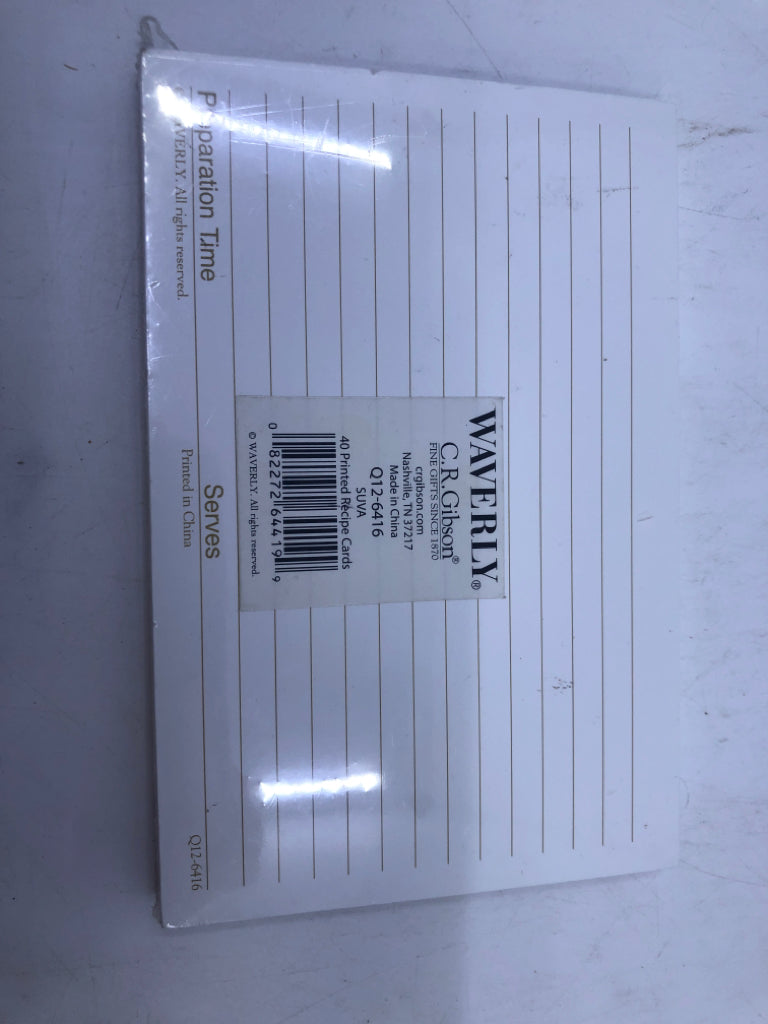 WAVERLY®
C.R.Gibson®
FINE GIFTS SINCE 1870
crgibson.com
Nashville, TN 37217
Made in China
Q12-6416
SUVA
40 Printed Recipe Cards
0 82272 64419 9
© WAVERLY. All rights reserved.
Preparation Time Serves
WAVERLY. All rights reserved. Printed in China Q12-6416